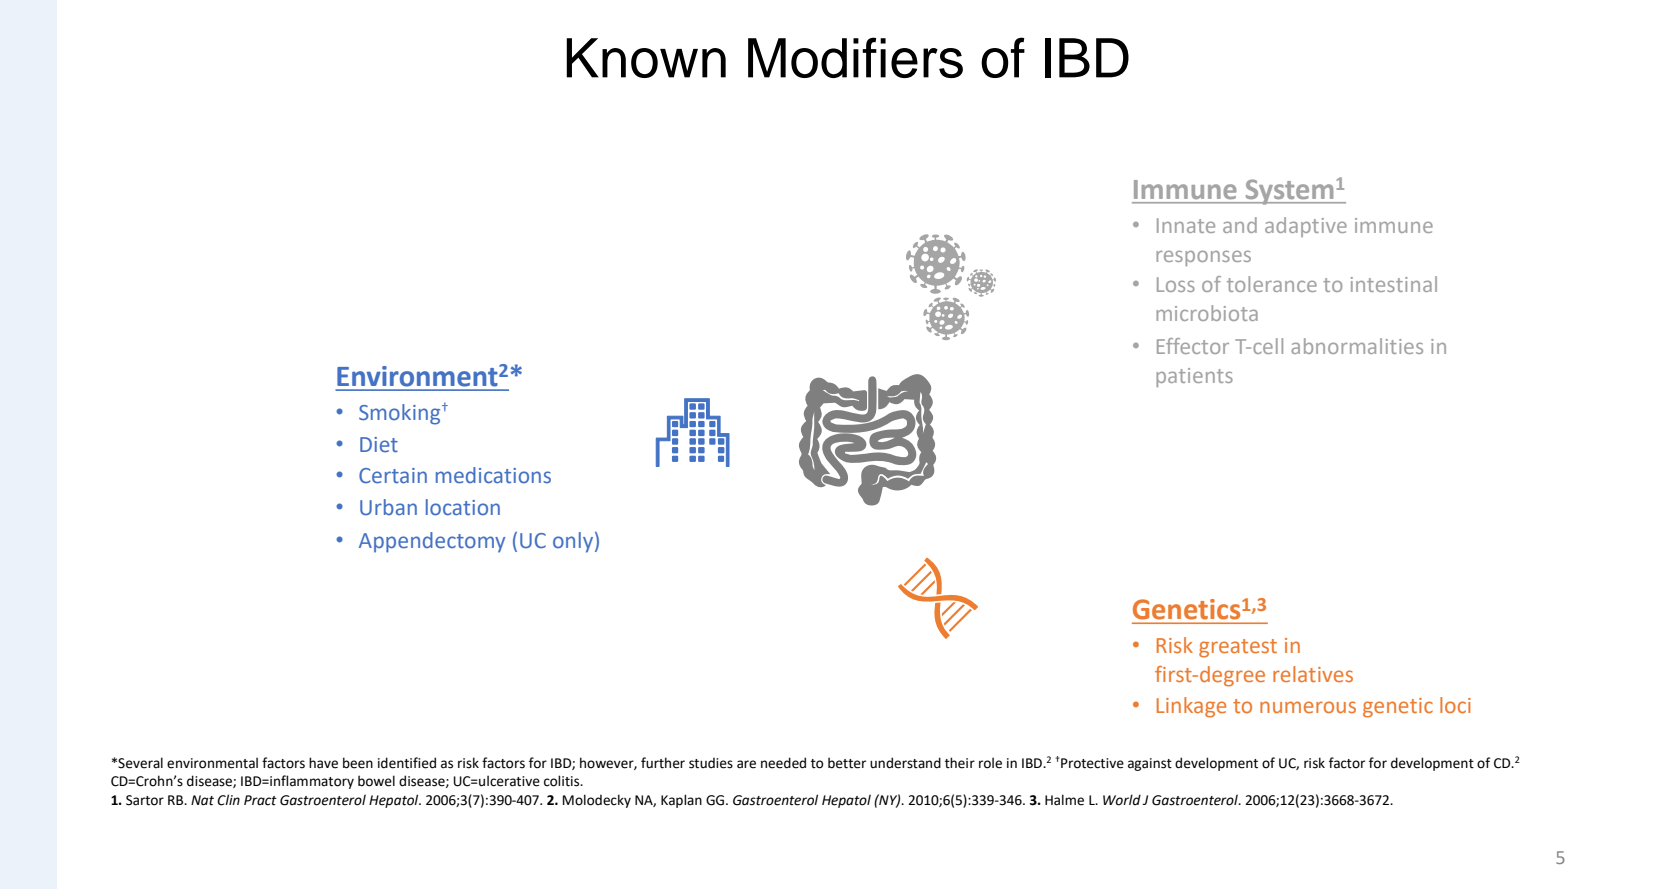 Known Modifiers of IBD
Immune System¹
• Innate and adaptive immune
responses
• Loss of tolerance to intestinal
microbiota
• Effector T-cell abnormalities in
patients
Environment²*
• Smoking†
• Diet
• Certain medications
• Urban location
• Appendectomy (UC only)
Genetics¹,³
• Risk greatest in
first-degree relatives
• Linkage to numerous genetic loci
*Several environmental factors have been identified as risk factors for IBD; however, further studies are needed to better understand their role in IBD.² †Protective against development of UC, risk factor for development of CD.²
CD=Crohn’s disease; IBD=inflammatory bowel disease; UC=ulcerative colitis.
1. Sartor RB. Nat Clin Pract Gastroenterol Hepatol. 2006;3(7):390-407. 2. Molodecky NA, Kaplan GG. Gastroenterol Hepatol (NY). 2010;6(5):339-346. 3. Halme L. World J Gastroenterol. 2006;12(23):3668-3672.
5